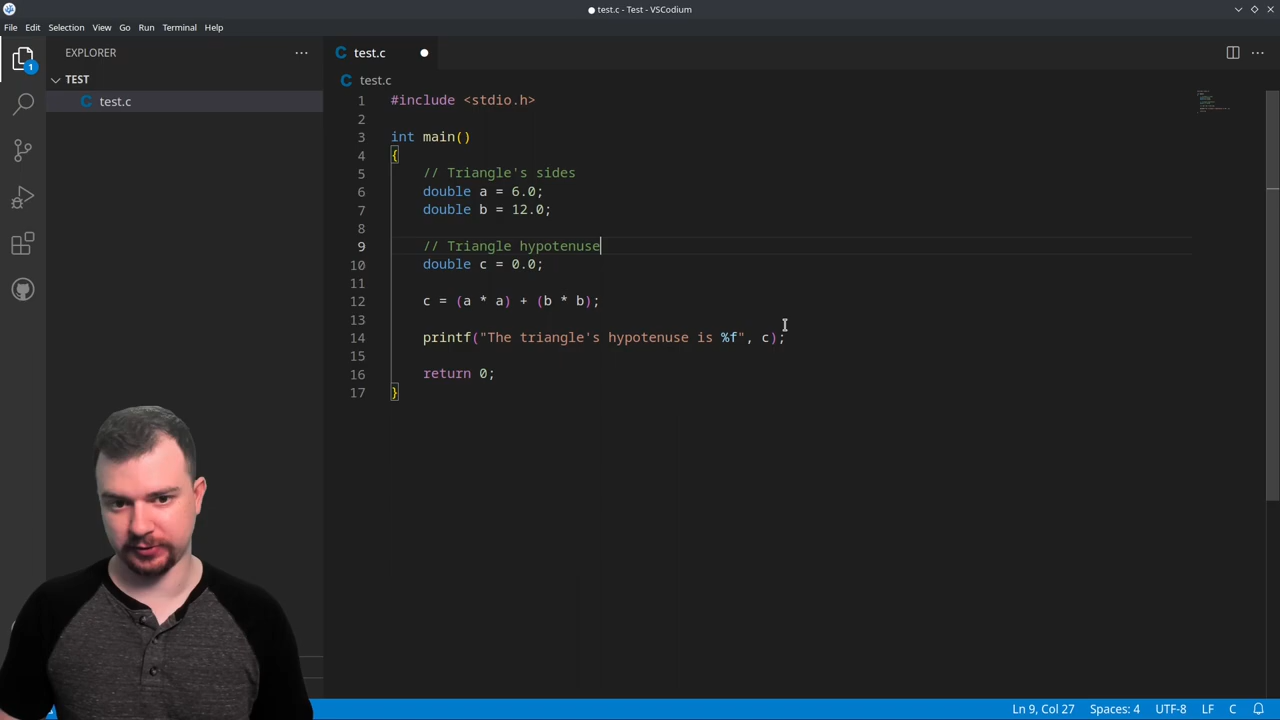 test.c - Test - VSCodium
File Edit Selection View Go Run Terminal Help
EXPLORER
TEST
C test.c
1
C test.c
C test.c
1 #include <stdio.h>
2
3 int main()
4 {
5 // Triangle's sides
6 double a = 6.0;
7 double b = 12.0;
8
9 // Triangle hypotenuse
10 double c = 0.0;
11
12 c = (a * a) + (b * b);
13
14 printf("The triangle's hypotenuse is %f", c);
15
16 return 0;
17 }
Ln 9, Col 27 Spaces: 4 UTF-8 LF C